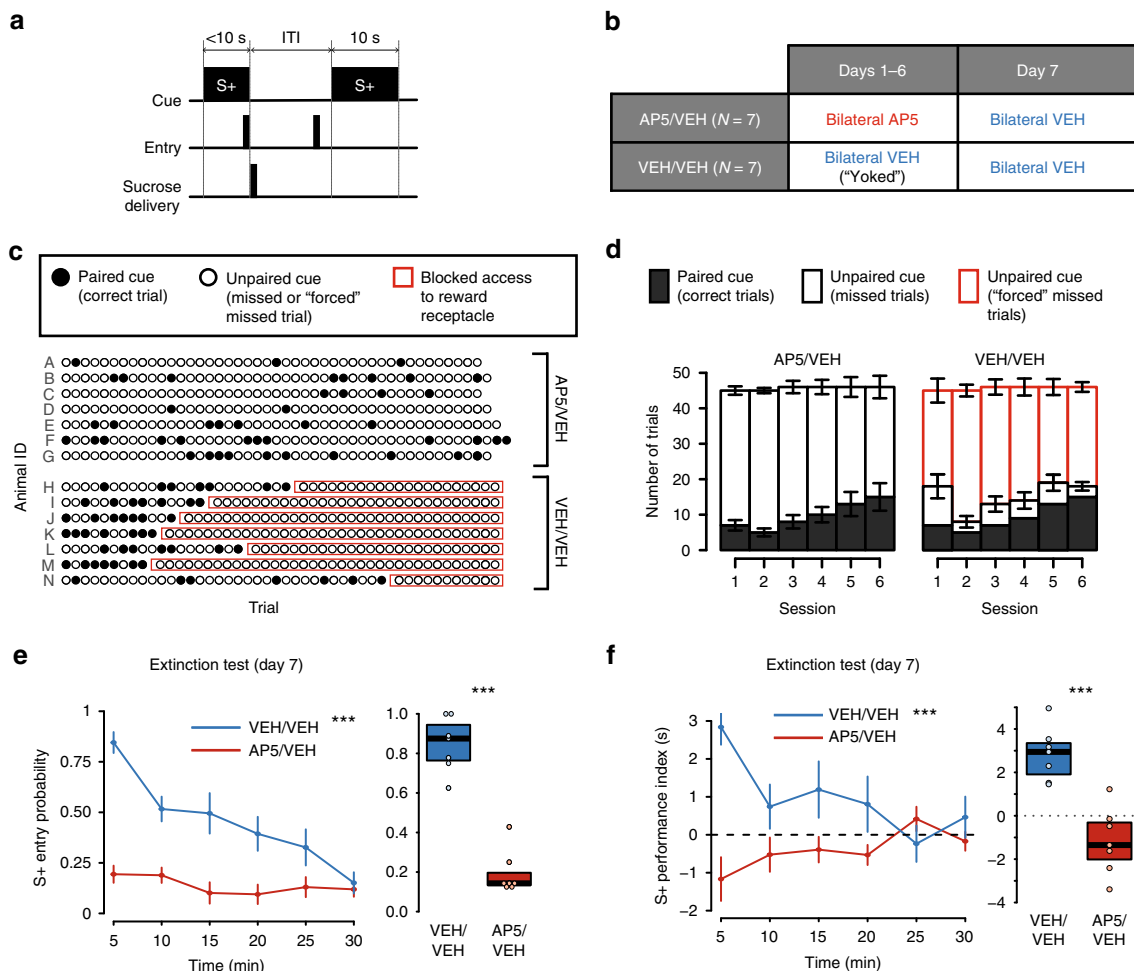 a
<10 s ITI 10 s
S+ S+
Cue
Entry
Sucrose
delivery
b
Days 1–6 Day 7
AP5/VEH (N = 7) Bilateral AP5 Bilateral VEH
VEH/VEH (N = 7) Bilateral VEH
("Yoked") Bilateral VEH
c
Paired cue
(correct trial)
Unpaired cue
(missed or "forced"
missed trial)
Blocked access
to reward
receptacle
Animal ID
A
B
C
D
E
F
G
AP5/VEH
H
I
J
K
L
M
N
VEH/VEH
Trial
d
Paired cue
(correct trials)
Unpaired cue
(missed trials)
Unpaired cue
("forced" missed
trials)
AP5/VEH VEH/VEH
Number of trials
50
40
30
20
10
0
1 2 3 4 5 6 1 2 3 4 5 6
Session Session
e
Extinction test (day 7)
VEH/VEH ***
AP5/VEH
S+ entry probability
1
0.75
0.50
0.25
0
5 10 15 20 25 30
Time (min)
***
1.0
0.8
0.6
0.4
0.2
0.0
VEH/
VEH
AP5/
VEH
f
Extinction test (day 7)
VEH/VEH ***
AP5/VEH
S+ performance index (s)
3
2
1
0
−1
−2
5 10 15 20 25 30
Time (min)
***
4
2
0
−2
−4
VEH/
VEH
AP5/
VEH